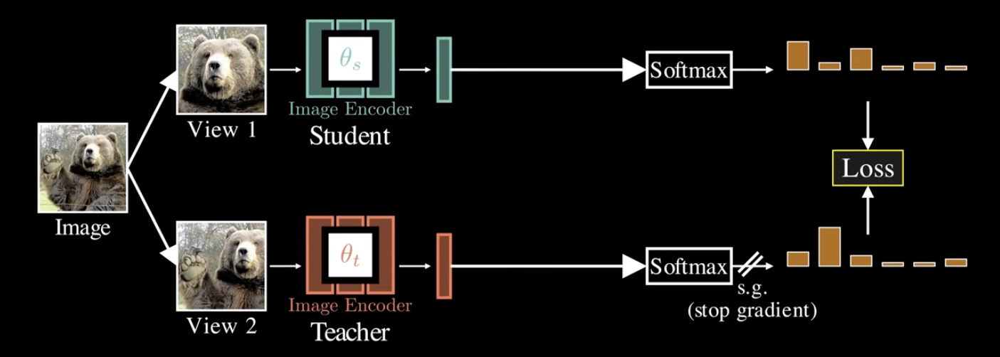 View 1
θₛ
Image Encoder
Student
Softmax
Loss
Image
View 2
θₜ
Image Encoder
Teacher
Softmax
s.g.
(stop gradient)